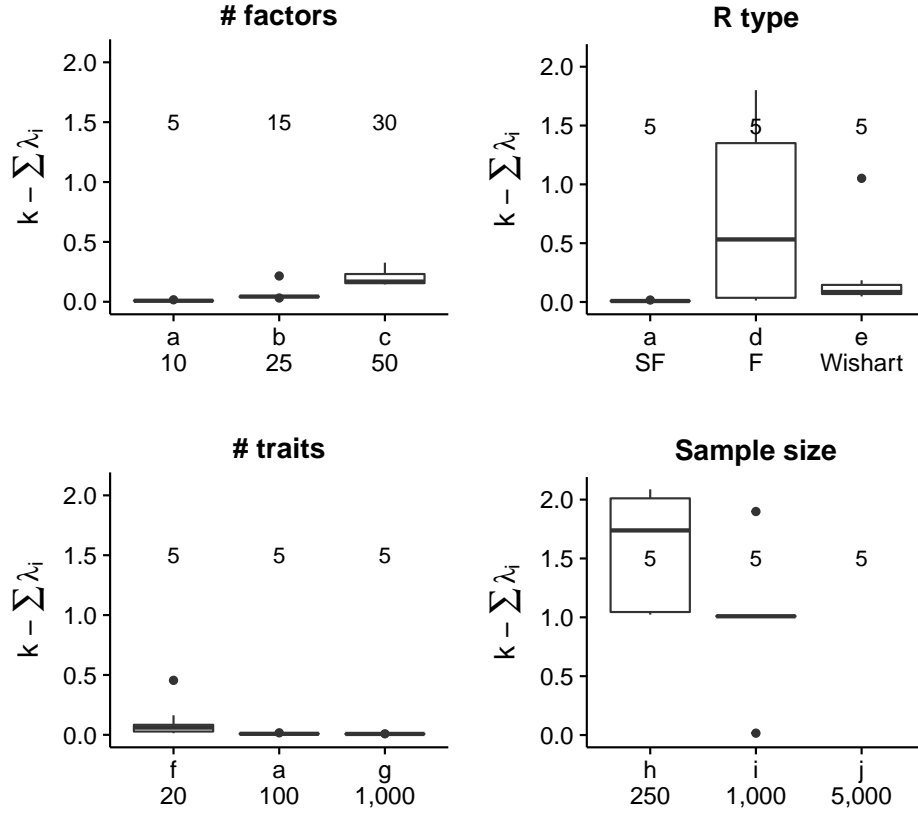 # factors
2.0
1.5
1.0
0.5
0.0
k − ∑ λi
5 15 30
a b c
10 25 50
R type
2.0
1.5
1.0
0.5
0.0
k − ∑ λi
5 5 5
a d e
SF F Wishart
# traits
2.0
1.5
1.0
0.5
0.0
k − ∑ λi
5 5 5
f a g
20 100 1,000
Sample size
2.0
1.5
1.0
0.5
0.0
k − ∑ λi
5 5 5
h i j
250 1,000 5,000